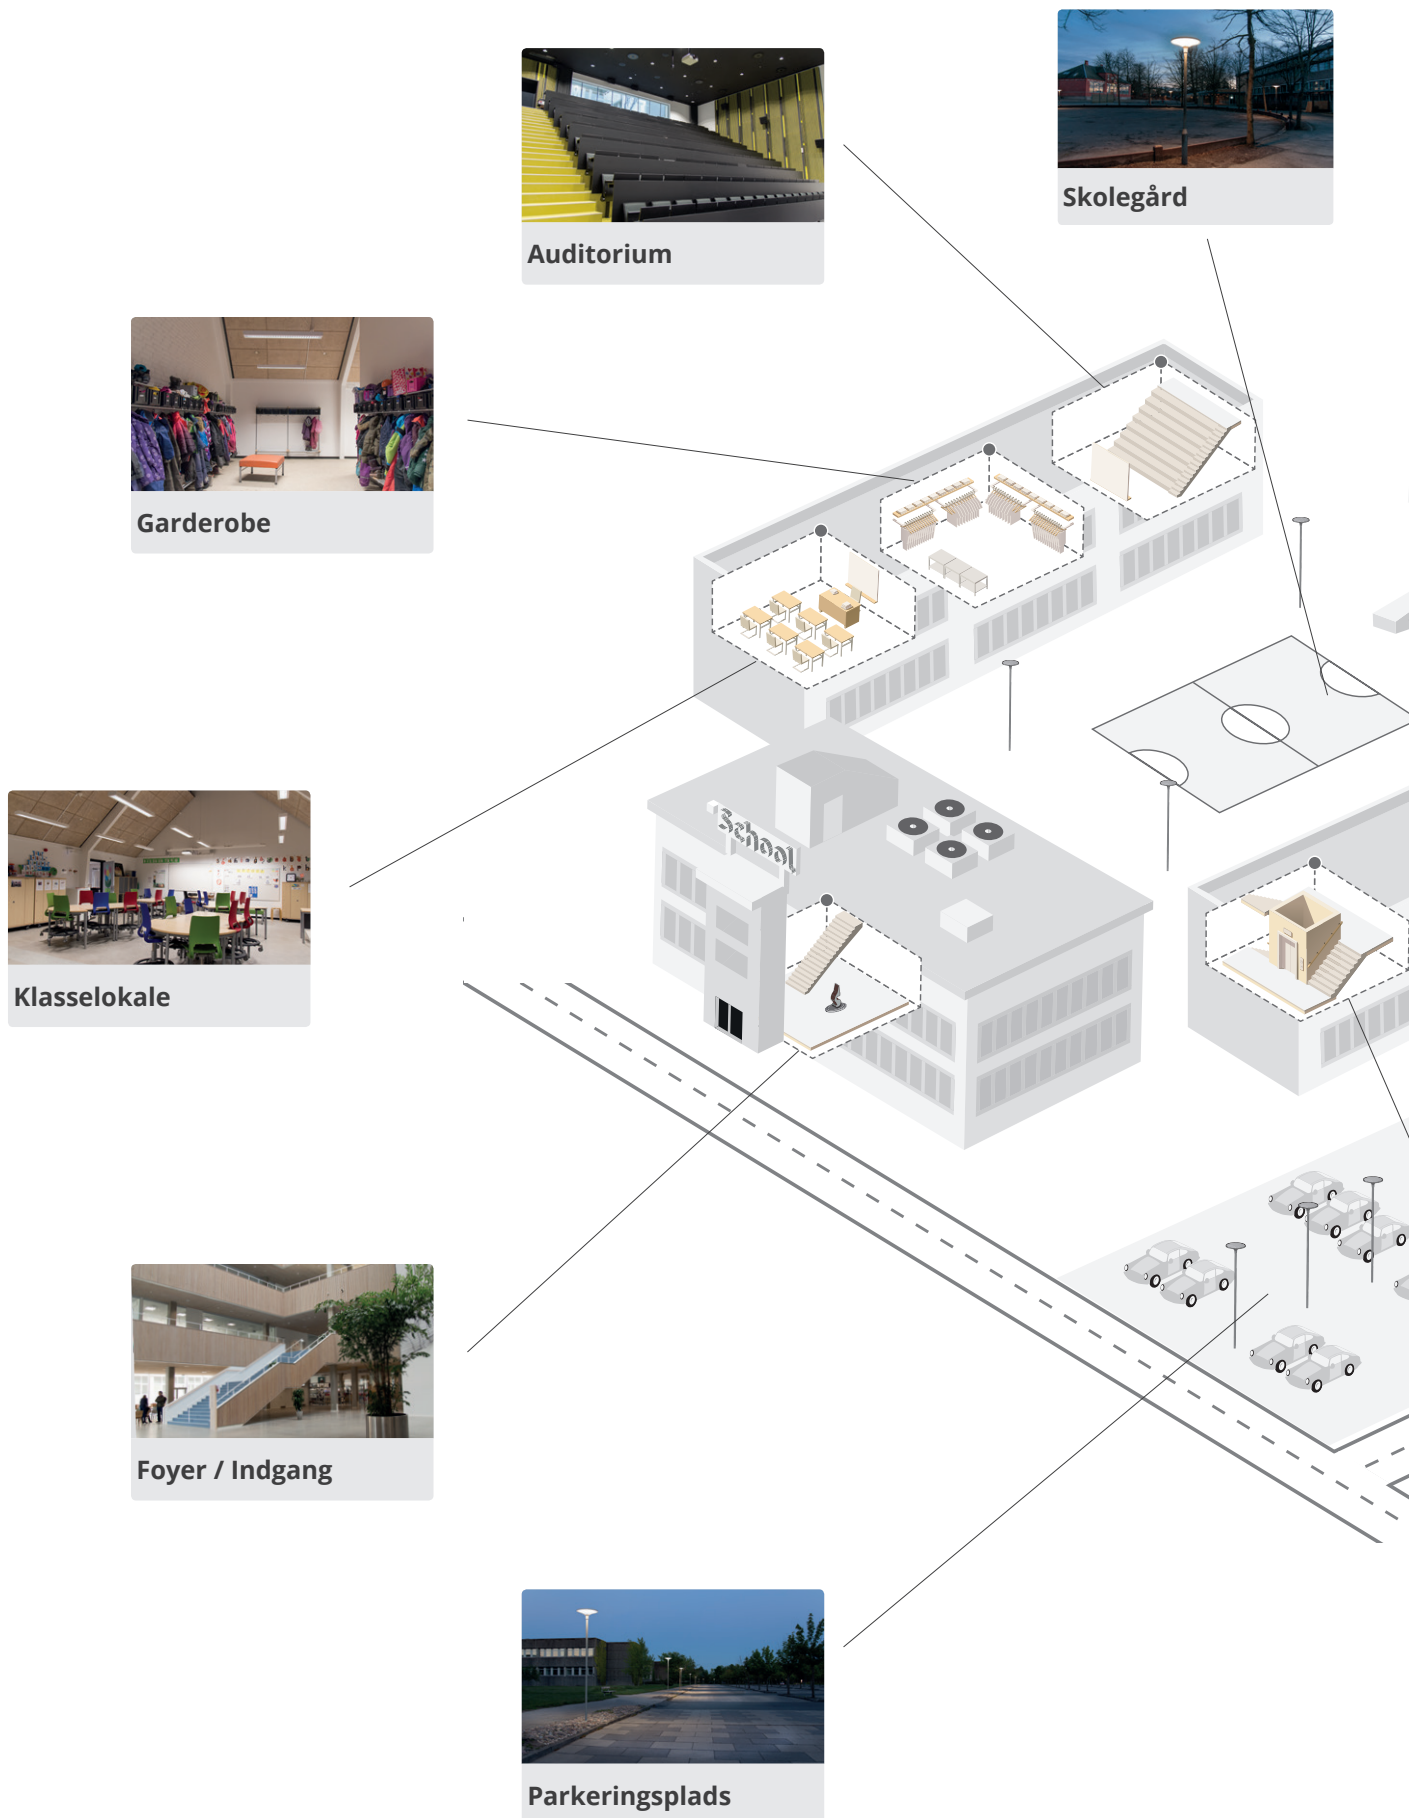 Skolegård
Auditorium
Garderobe
School
Klasselokale
Foyer / Indgang
Parkeringsplads